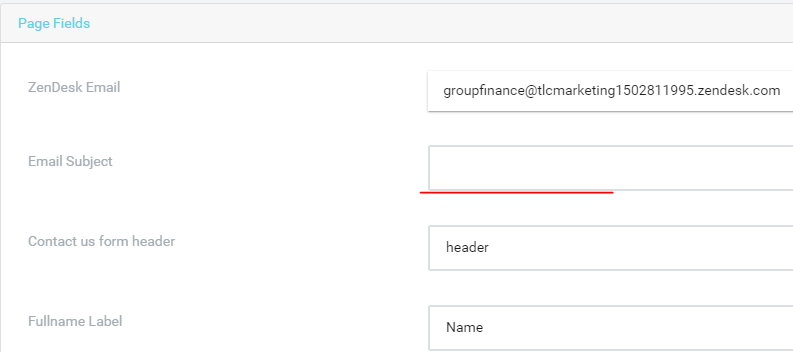 Page Fields
ZenDesk Email
groupfinance@tlcmarketing1502811995.zendesk.com
Email Subject
Contact us form header
header
Fullname Label
Name